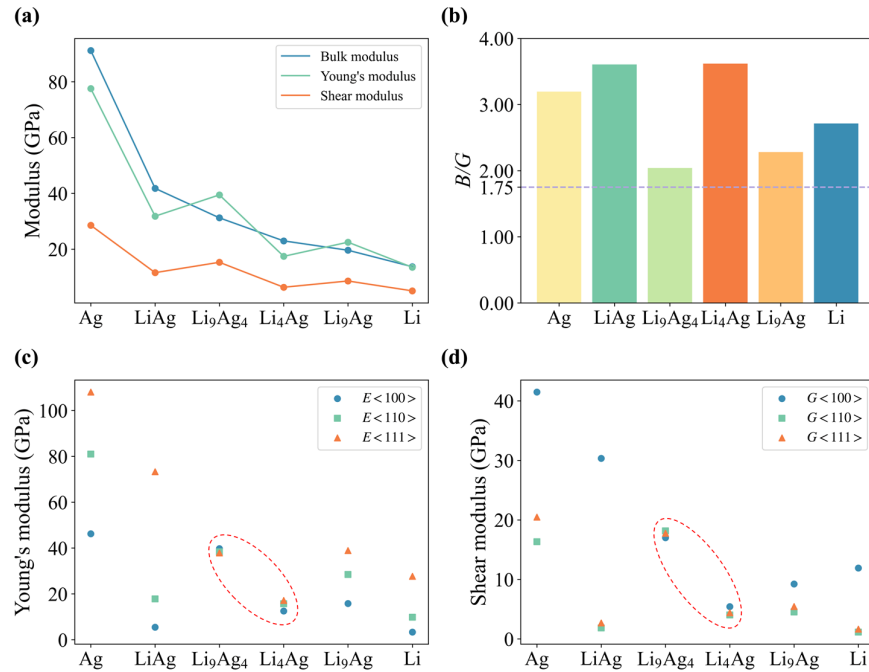 (a)
Modulus (GPa)
80
60
40
20
Bulk modulus
Young's modulus
Shear modulus
Ag LiAg Li₉Ag₄ Li₄Ag Li₉Ag Li
(b)
B/G
4.00
3.00
2.00
1.75
1.00
0.00
Ag LiAg Li₉Ag₄ Li₄Ag Li₉Ag Li
(c)
Young's modulus (GPa)
100
80
60
40
20
0
E<100>
E<110>
E<111>
Ag LiAg Li₉Ag₄ Li₄Ag Li₉Ag Li
(d)
Shear modulus (GPa)
40
30
20
10
0
G<100>
G<110>
G<111>
Ag LiAg Li₉Ag₄ Li₄Ag Li₉Ag Li